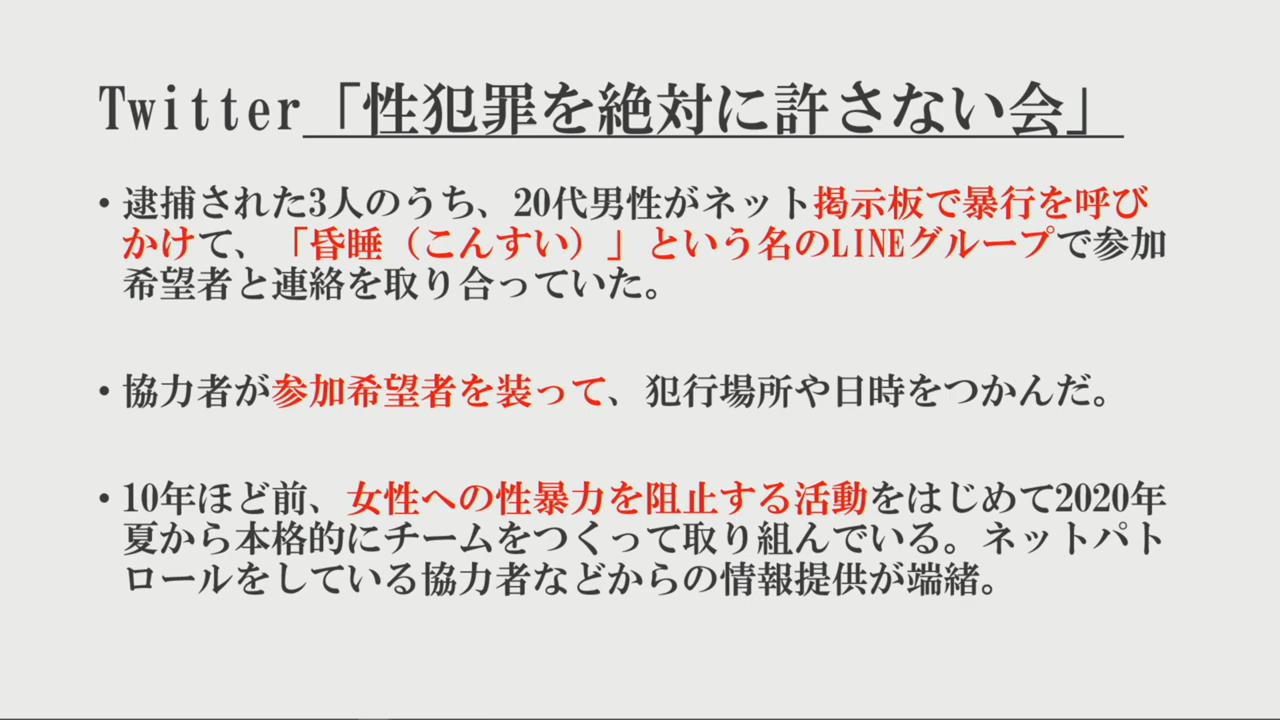 Twitter「性犯罪を絶対に許さない会」
・逮捕された3人のうち、20代男性がネット掲示板で暴行を呼び
かけて、「昏睡（こんすい）」という名のLINEグループで参加
希望者と連絡を取り合っていた。
・協力者が参加希望者を装って、犯行場所や日時をつかんだ。
・10年ほど前、女性への性暴力を阻止する活動をはじめて2020年
夏から本格的にチームをつくって取り組んでいる。ネットパト
ロールをしている協力者などからの情報提供が端緒。